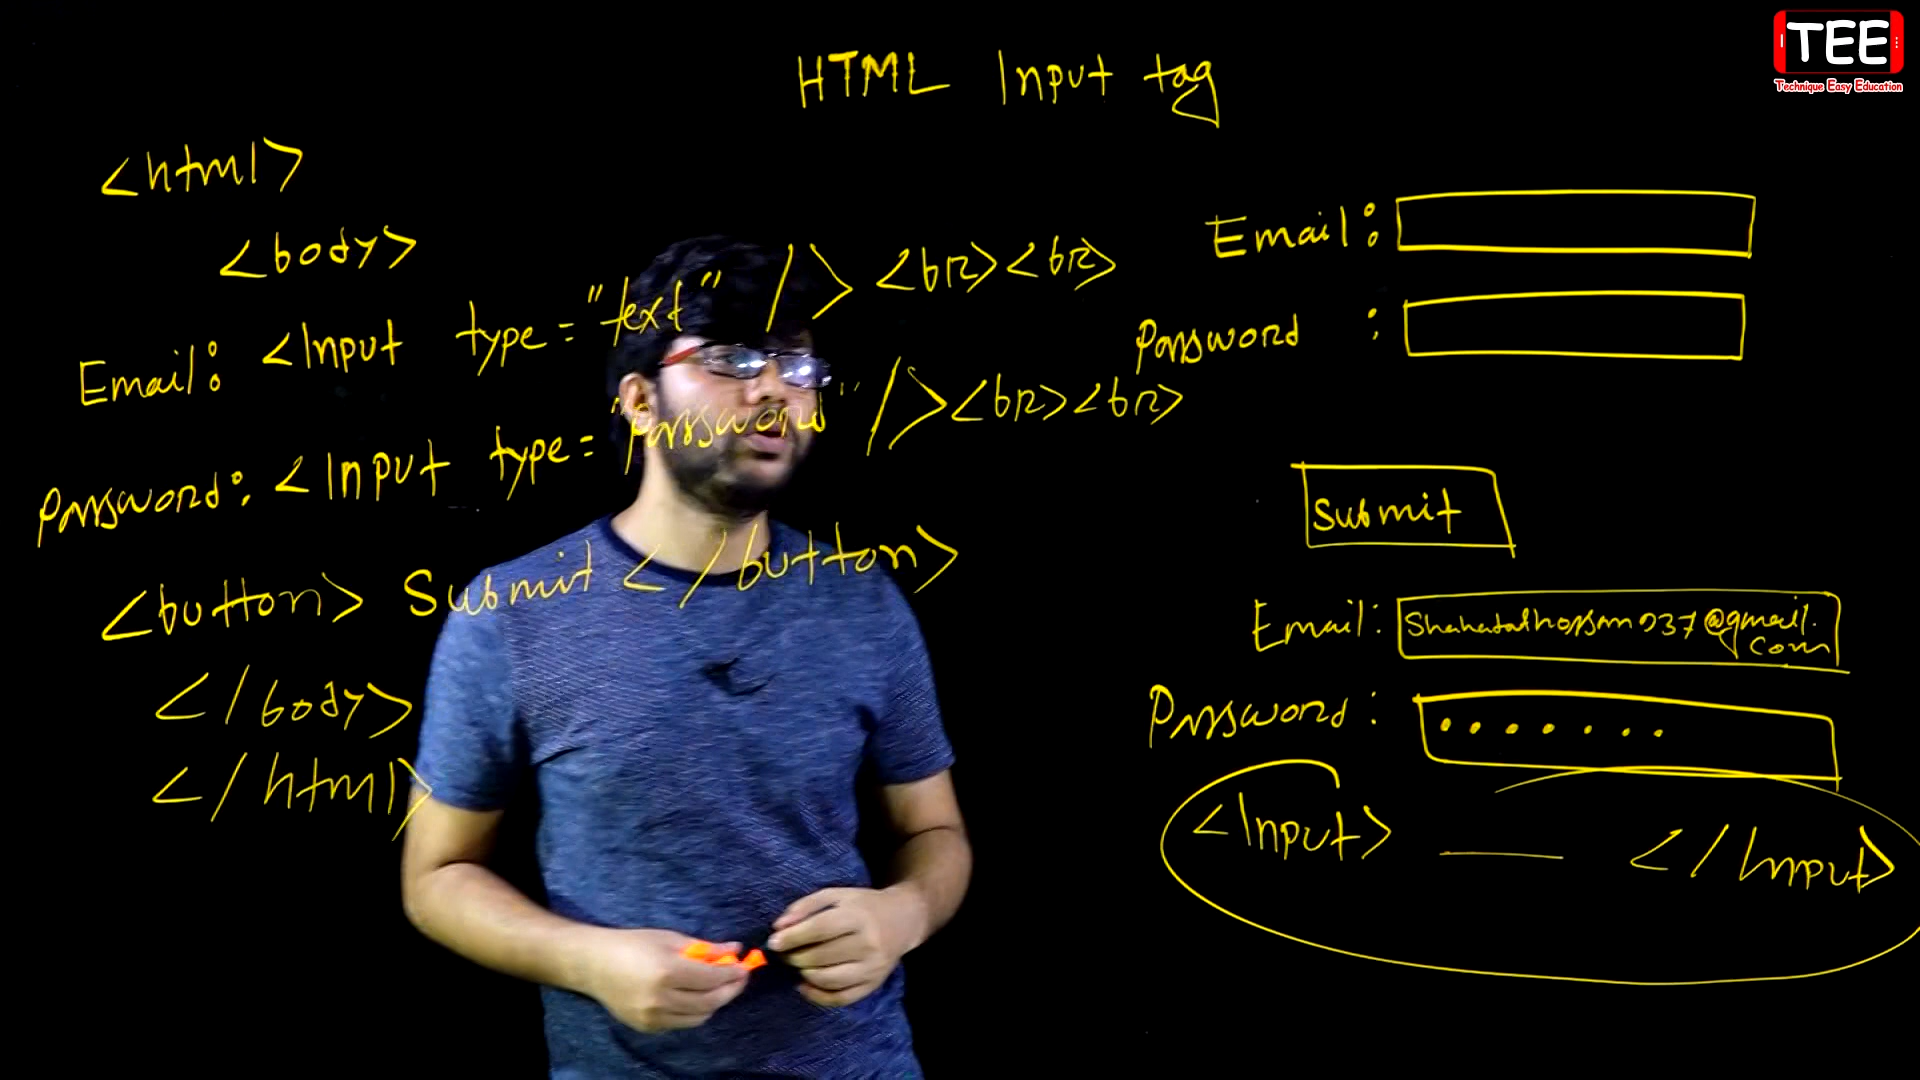 TEE
Technique Easy Education
HTML Input tag
<html>
<body>
Email: <Input type="text" /> <br><br>
Password: <Input type="Password" /><br><br>
<button> Submit </button>
</body>
</html>
Email:
Password :
Submit
Email: @gmail.
com
Password : .......
<Input> — </Input>